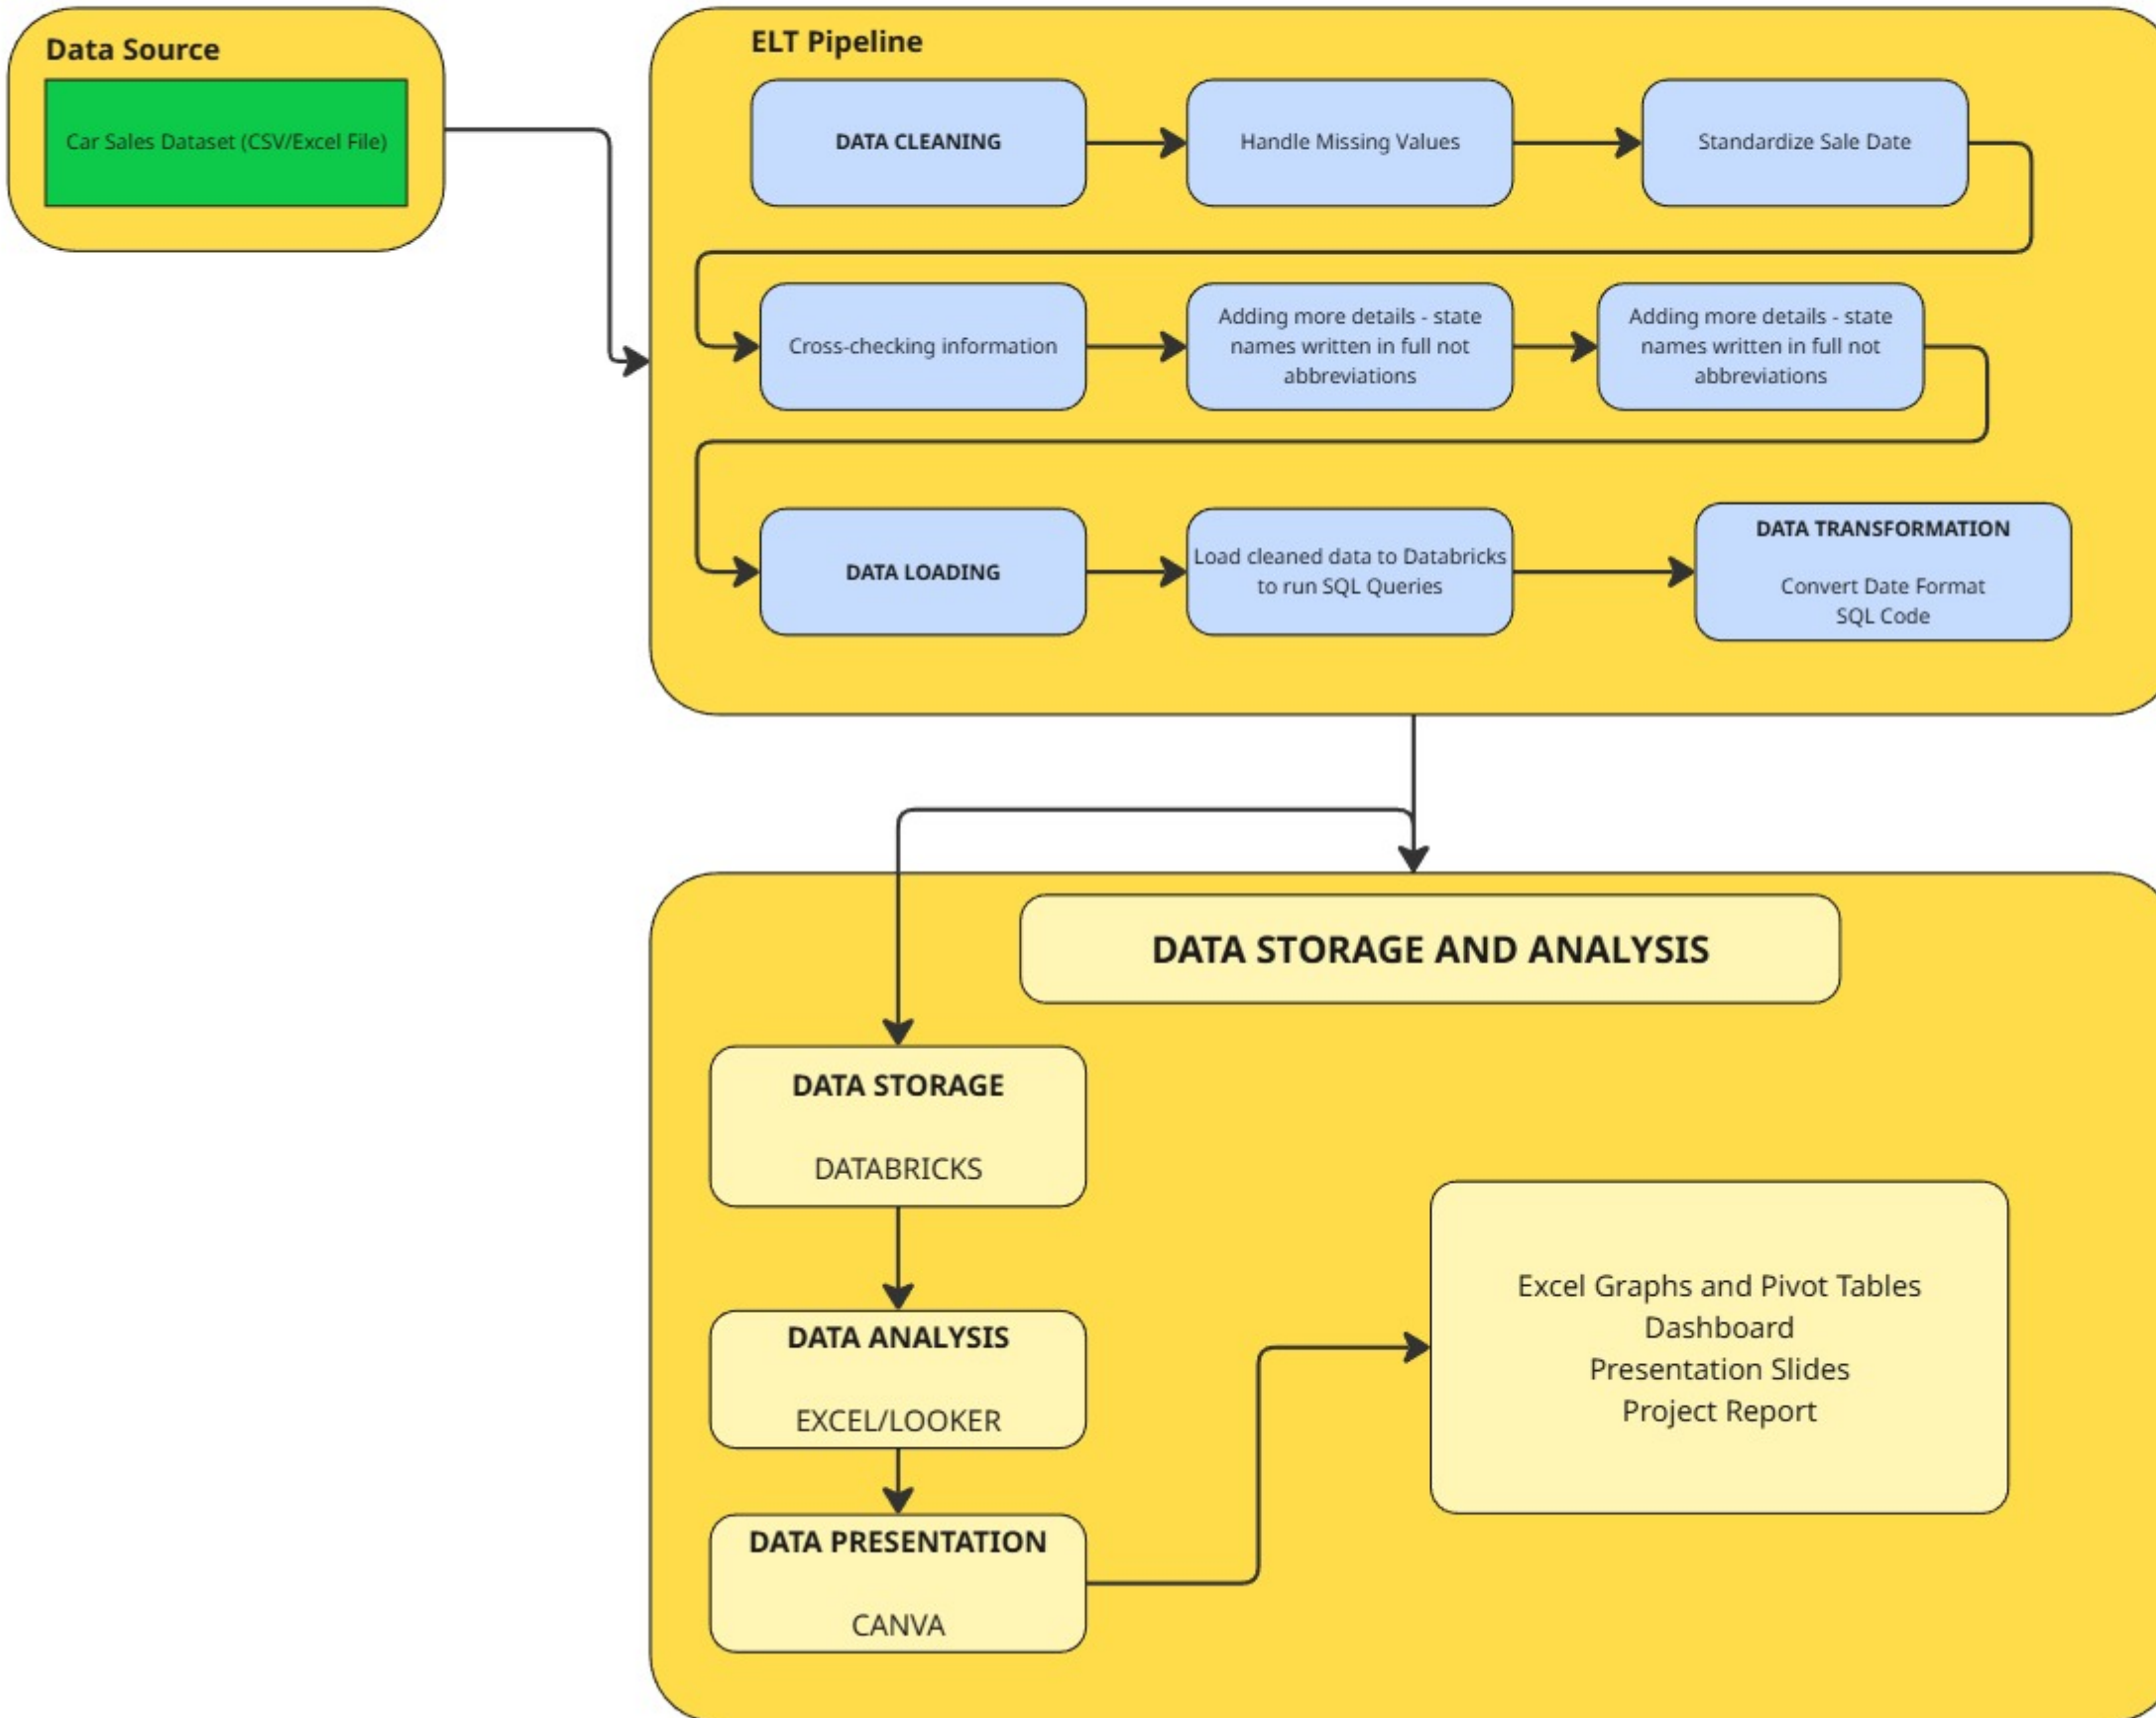 Data Source
Car Sales Dataset (CSV/Excel File)
ELT Pipeline
DATA CLEANING
Handle Missing Values
Standardize Sale Date
Cross-checking information
Adding more details - state
names written in full not
abbreviations
Adding more details - state
names written in full not
abbreviations
DATA LOADING
Load cleaned data to Databricks
to run SQL Queries
DATA TRANSFORMATION
Convert Date Format
SQL Code
DATA STORAGE AND ANALYSIS
DATA STORAGE
DATABRICKS
DATA ANALYSIS
EXCEL/LOOKER
DATA PRESENTATION
CANVA
Excel Graphs and Pivot Tables
Dashboard
Presentation Slides
Project Report